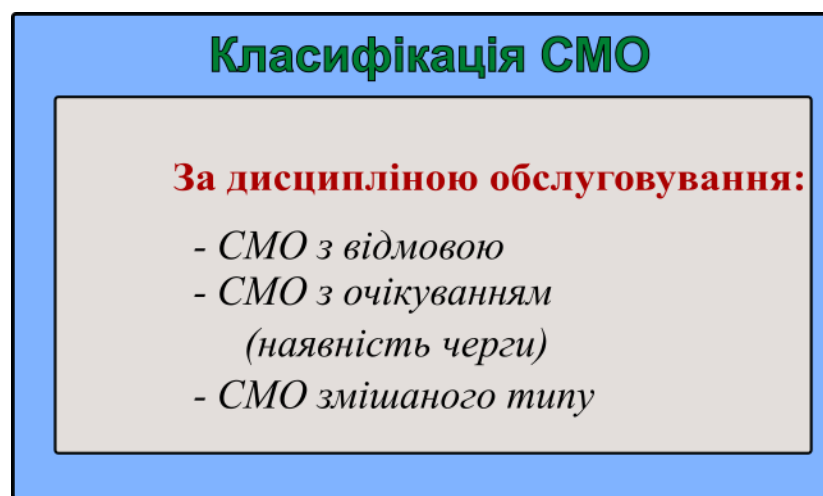 Класифікація СМО
За дисципліною обслуговування:
- СМО з відмовою
- СМО з очікуванням
(наявність черги)
- СМО змішаного типу